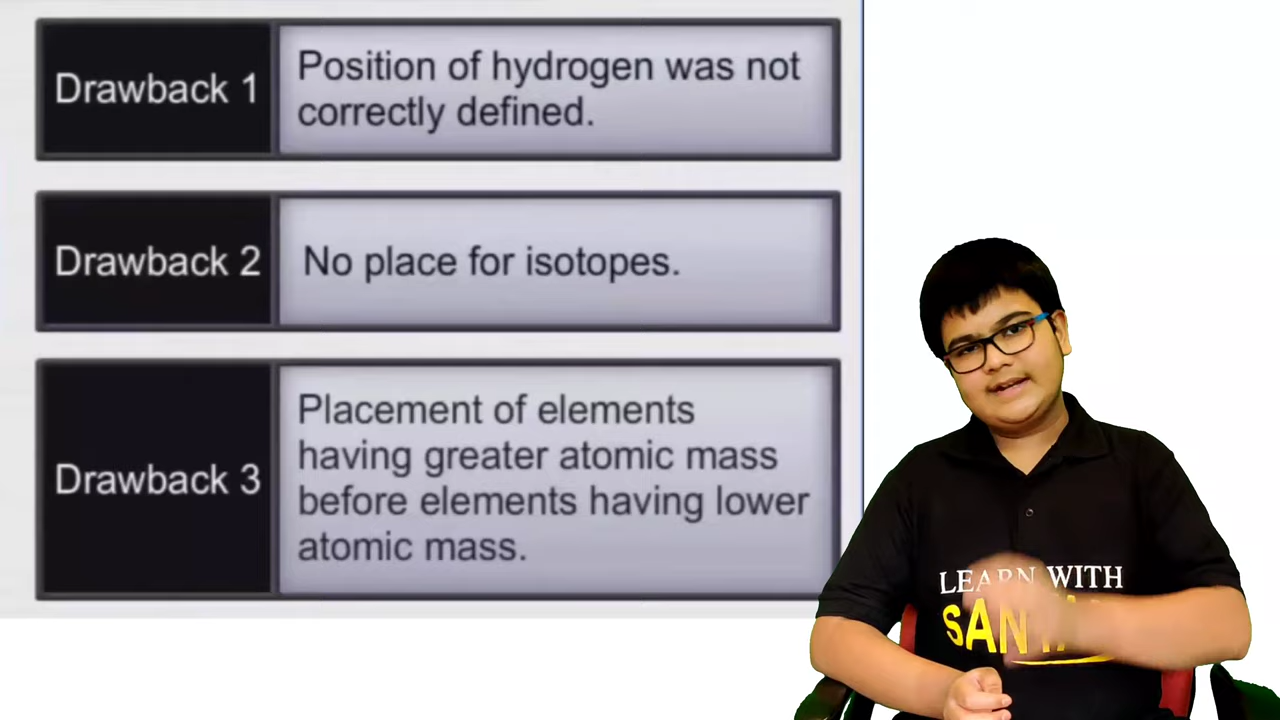 Drawback 1
Position of hydrogen was not
correctly defined.
Drawback 2
No place for isotopes.
Drawback 3
Placement of elements
having greater atomic mass
before elements having lower
atomic mass.
LEARN WITH